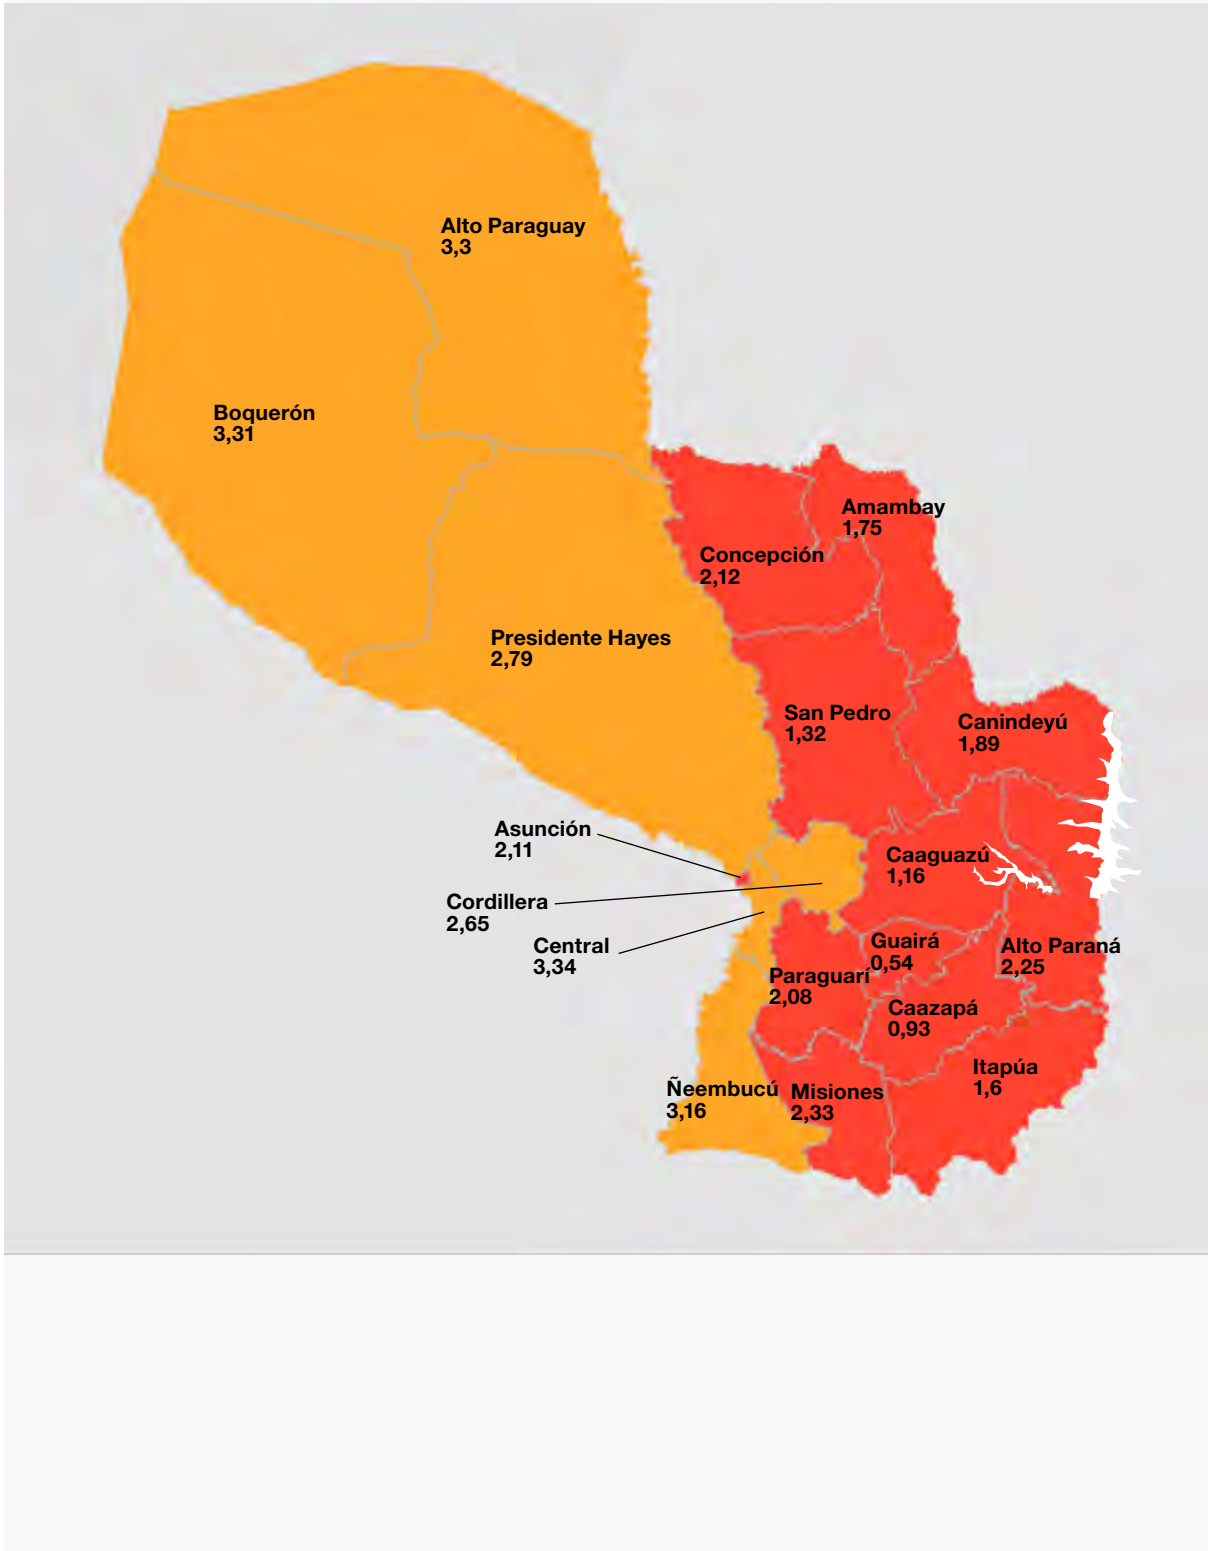 Alto Paraguay
3,3
Boquerón
3,31
Amambay
1,75
Concepción
2,12
Presidente Hayes
2,79
San Pedro
1,32
Canindeyú
1,89
Asunción
2,11
Caaguazú
1,16
Cordillera
2,65
Central
3,34
Guairá
0,54
Alto Paraná
2,25
Paraguarí
2,08
Caazapá
0,93
Itapúa
1,6
Ñeembucú
3,16
Misiones
2,33